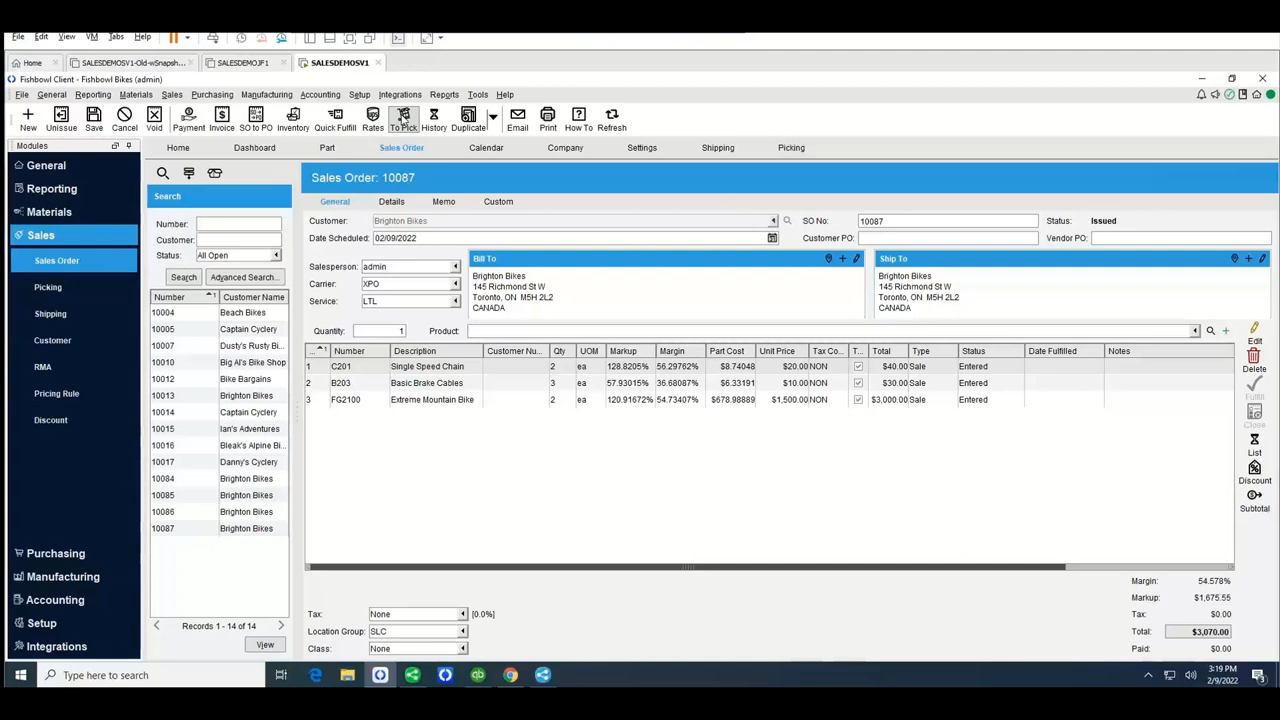 File Edit View VM Tabs Help
Home SALESDEMOSV1-Old-wSnapsh... SALESDEMOJF1 SALESDEMOSV1
Fishbowl Client - Fishbowl Bikes (admin)
File General Reporting Materials Sales Purchasing Manufacturing Accounting Setup Integrations Reports Tools Help
New Unissue Save Cancel Void Payment Invoice SO to PO Inventory Quick Fulfill Rates To Pick History Duplicate Email Print How To Refresh
Modules
Home Dashboard Part Sales Order Calendar Company Settings Shipping Picking
General
Reporting
Materials
Sales
Sales Order
Picking
Shipping
Customer
RMA
Pricing Rule
Discount
Purchasing
Manufacturing
Accounting
Setup
Integrations
Search
Number:
Customer:
Status: All Open
Search Advanced Search...
Number Customer Name
10004 Beach Bikes
10005 Captain Cyclery
10007 Dusty's Rusty Bi...
10010 Big Al's Bike Shop
10012 Bike Bargains
10013 Brighton Bikes
10014 Captain Cyclery
10015 Ian's Adventures
10016 Bleak's Alpine Bi...
10017 Danny's Cyclery
10084 Brighton Bikes
10085 Brighton Bikes
10086 Brighton Bikes
10087 Brighton Bikes
Records 1 - 14 of 14
View
Sales Order: 10087
General Details Memo Custom
Customer: Brighton Bikes SO No: 10087 Status: Issued
Date Scheduled: 02/09/2022 Customer PO: Vendor PO:
Salesperson: admin
Carrier: XPO
Service: LTL
Bill To
Brighton Bikes
145 Richmond St W
Toronto, ON M5H 2L2
CANADA
Ship To
Brighton Bikes
145 Richmond St W
Toronto, ON M5H 2L2
CANADA
Quantity: 1 Product:
... Number Description Customer Nu... Qty UOM Markup Margin Part Cost Unit Price Tax Co... T... Total Type Status Date Fulfilled Notes
1 C201 Single Speed Chain 2 ea 128.8205% 56.29762% $8.74048 $20.00 NON $40.00 Sale Entered
2 B203 Basic Brake Cables 3 ea 57.93015% 36.68087% $6.33191 $10.00 NON $30.00 Sale Entered
3 FG2100 Extreme Mountain Bike 2 ea 120.91672% 54.73407% $678.98889 $1,500.00 NON $3,000.00 Sale Entered
Edit
Delete
Fulfill
Close
List
Discount
Subtotal
Tax: None [0.0%]
Location Group: SLC
Class: None
Margin: 54.578%
Markup: $1,675.55
Tax: $0.00
Total: $3,070.00
Paid: $0.00
Type here to search
3:19 PM
2/9/2022
3